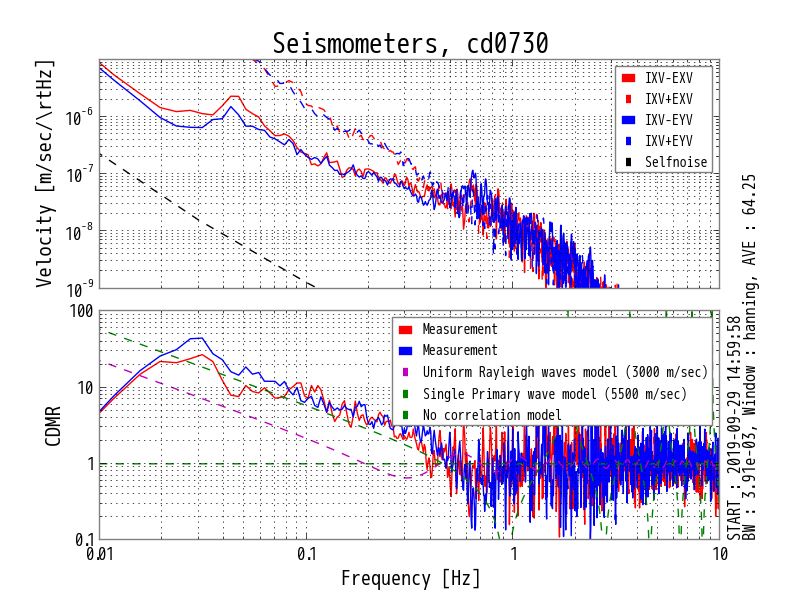 Seismometers, cd0730
Velocity [m/sec/\rtHz]
10^-6
10^-7
10^-8
10^-9
IXV-EXV
IXV+EXV
IXV-EYV
IXV+EYV
Selfnoise
CDMR
100
10
1
0.1
Measurement
Measurement
Uniform Rayleigh waves model (3000 m/sec)
Single Primary wave model (5500 m/sec)
No correlation model
0.01
0.1
1
10
Frequency [Hz]
START : 2019-09-29 14:59:58
BW : 3.91e-03, Window : hanning, AVE : 64.25